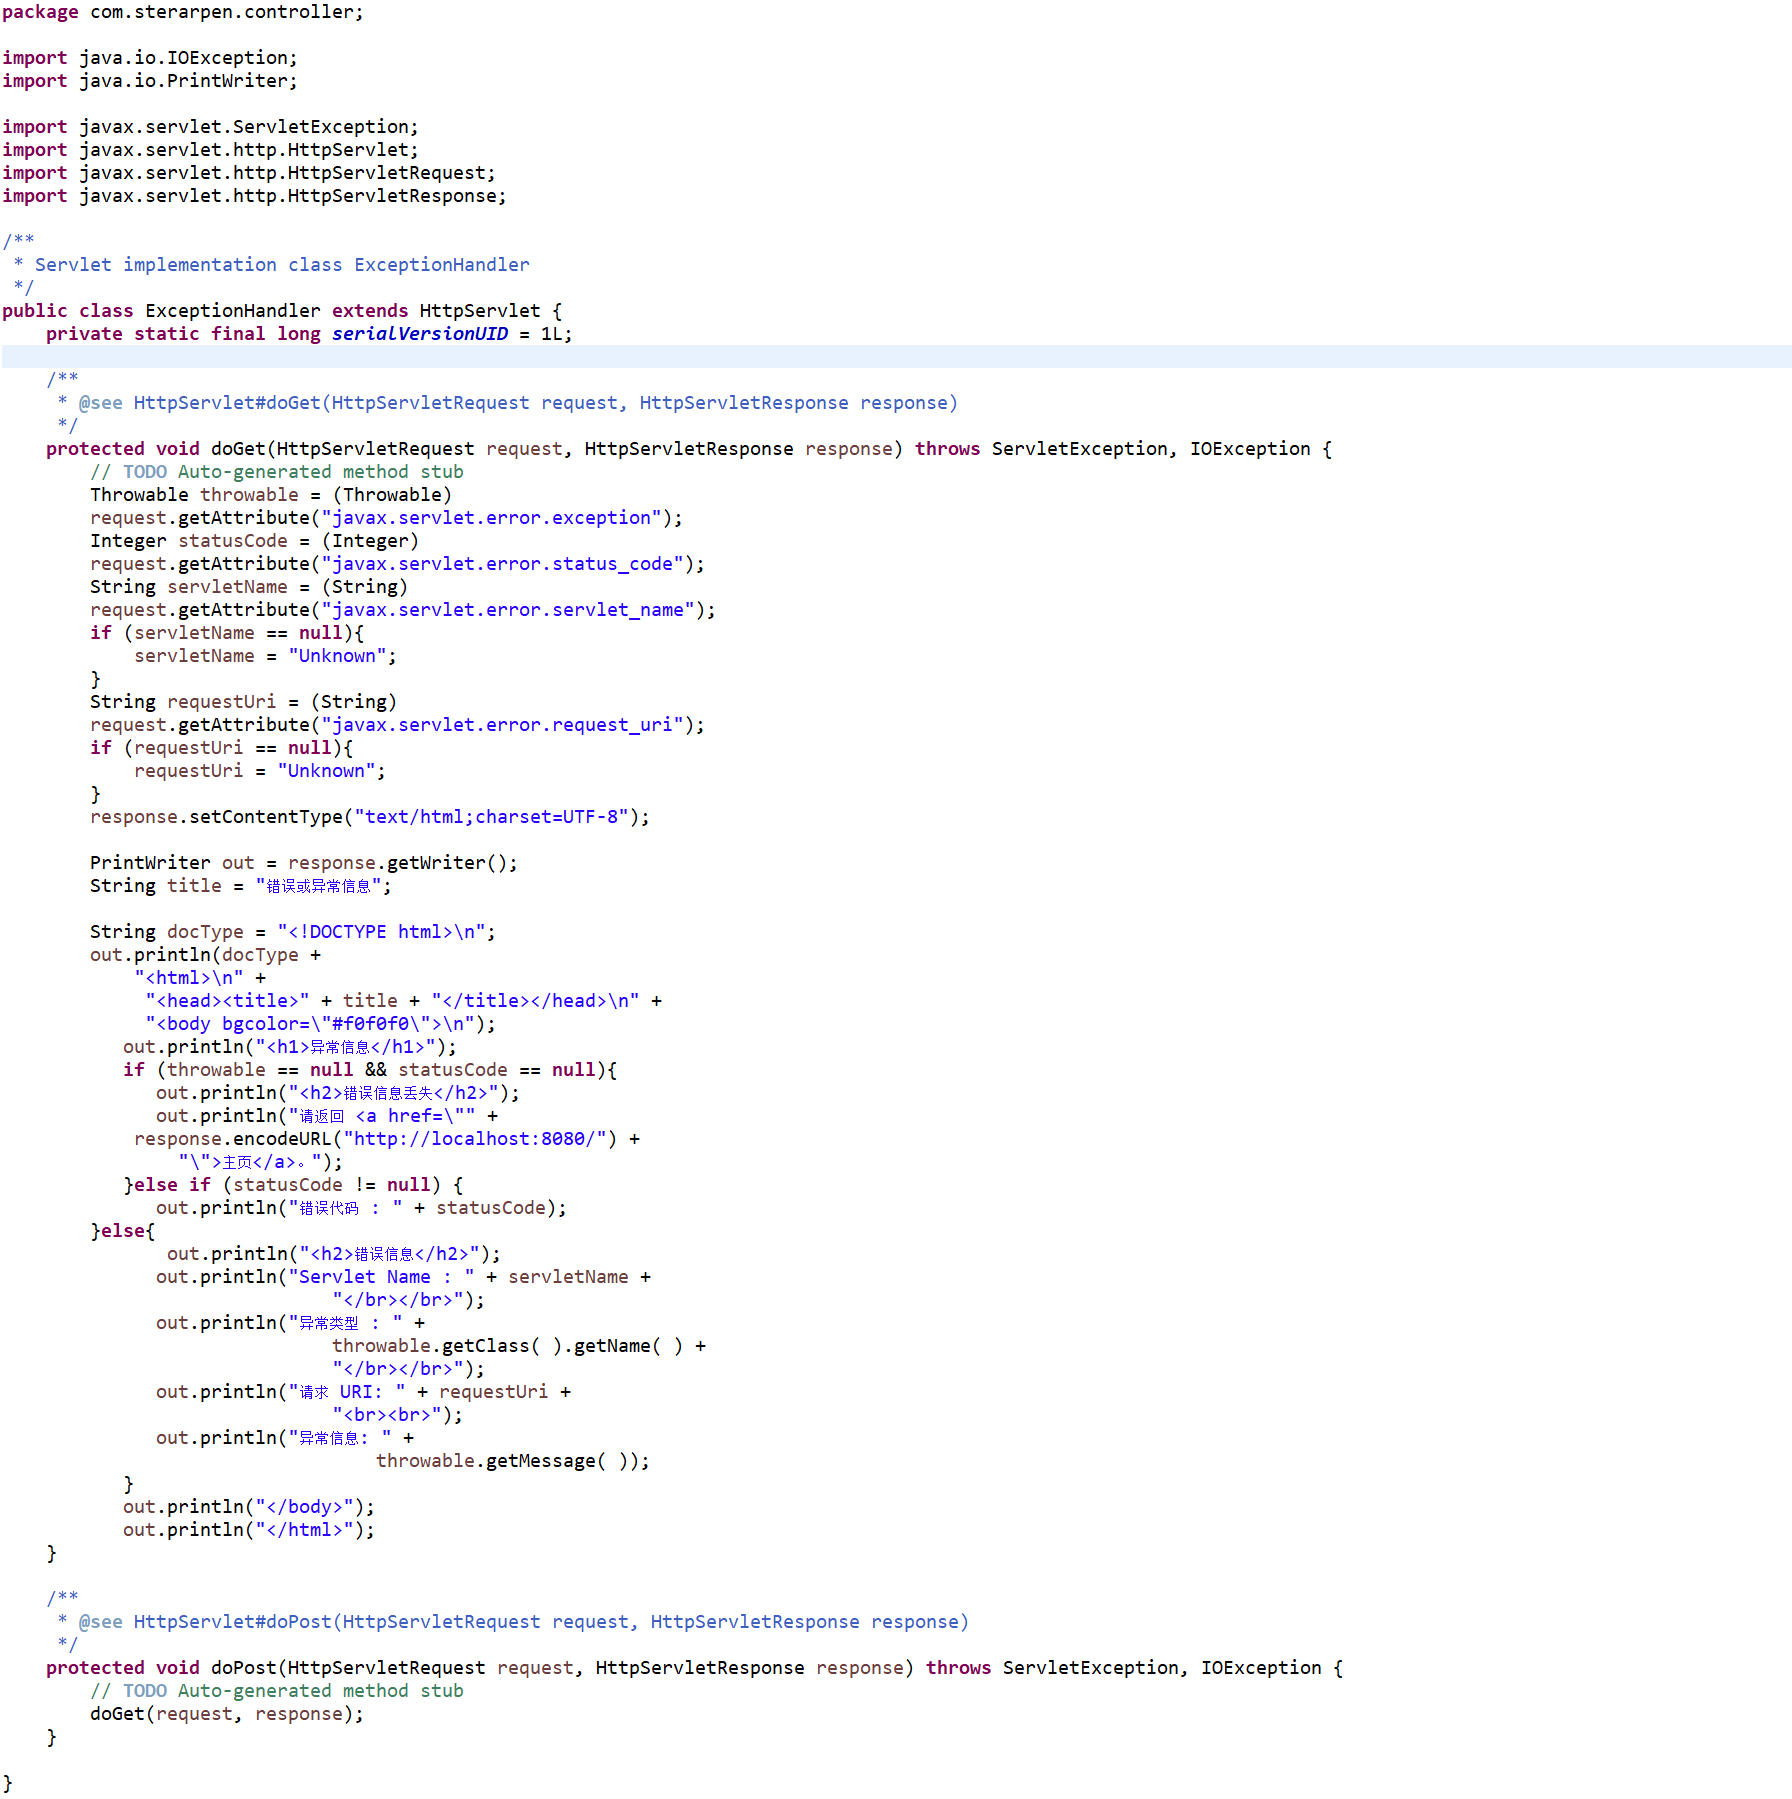 package com.sterarpen.controller;
import java.io.IOException;
import java.io.PrintWriter;
import javax.servlet.ServletException;
import javax.servlet.http.HttpServlet;
import javax.servlet.http.HttpServletRequest;
import javax.servlet.http.HttpServletResponse;
/**
 * Servlet implementation class ExceptionHandler
 */
public class ExceptionHandler extends HttpServlet {
    private static final long serialVersionUID = 1L;
    /**
     * @see HttpServlet#doGet(HttpServletRequest request, HttpServletResponse response)
     */
    protected void doGet(HttpServletRequest request, HttpServletResponse response) throws ServletException, IOException {
        // TODO Auto-generated method stub
        Throwable throwable = (Throwable)
        request.getAttribute("javax.servlet.error.exception");
        Integer statusCode = (Integer)
        request.getAttribute("javax.servlet.error.status_code");
        String servletName = (String)
        request.getAttribute("javax.servlet.error.servlet_name");
        if (servletName == null){
            servletName = "Unknown";
        }
        String requestUri = (String)
        request.getAttribute("javax.servlet.error.request_uri");
        if (requestUri == null){
            requestUri = "Unknown";
        }
        response.setContentType("text/html;charset=UTF-8");
        PrintWriter out = response.getWriter();
        String title = "错误或异常信息";
        String docType = "<!DOCTYPE html>\n";
        out.println(docType +
            "<html>\n" +
             "<head><title>" + title + "</title></head>\n" +
             "<body bgcolor=\"#f0f0f0\">\n");
           out.println("<h1>异常信息</h1>");
           if (throwable == null && statusCode == null){
              out.println("<h2>错误信息丢失</h2>");
              out.println("请返回 <a href=\"" +
            response.encodeURL("http://localhost:8080/") +
                "\">主页</a>。");
           }else if (statusCode != null) {
              out.println("错误代码 : " + statusCode);
        }else{
               out.println("<h2>错误信息</h2>");
              out.println("Servlet Name : " + servletName +
                              "</br></br>");
              out.println("异常类型 : " +
                              throwable.getClass( ).getName( ) +
                              "</br></br>");
              out.println("请求 URI: " + requestUri +
                              "<br><br>");
              out.println("异常信息: " +
                                  throwable.getMessage( ));
           }
           out.println("</body>");
           out.println("</html>");
    }
    /**
     * @see HttpServlet#doPost(HttpServletRequest request, HttpServletResponse response)
     */
    protected void doPost(HttpServletRequest request, HttpServletResponse response) throws ServletException, IOException {
        // TODO Auto-generated method stub
        doGet(request, response);
    }
}